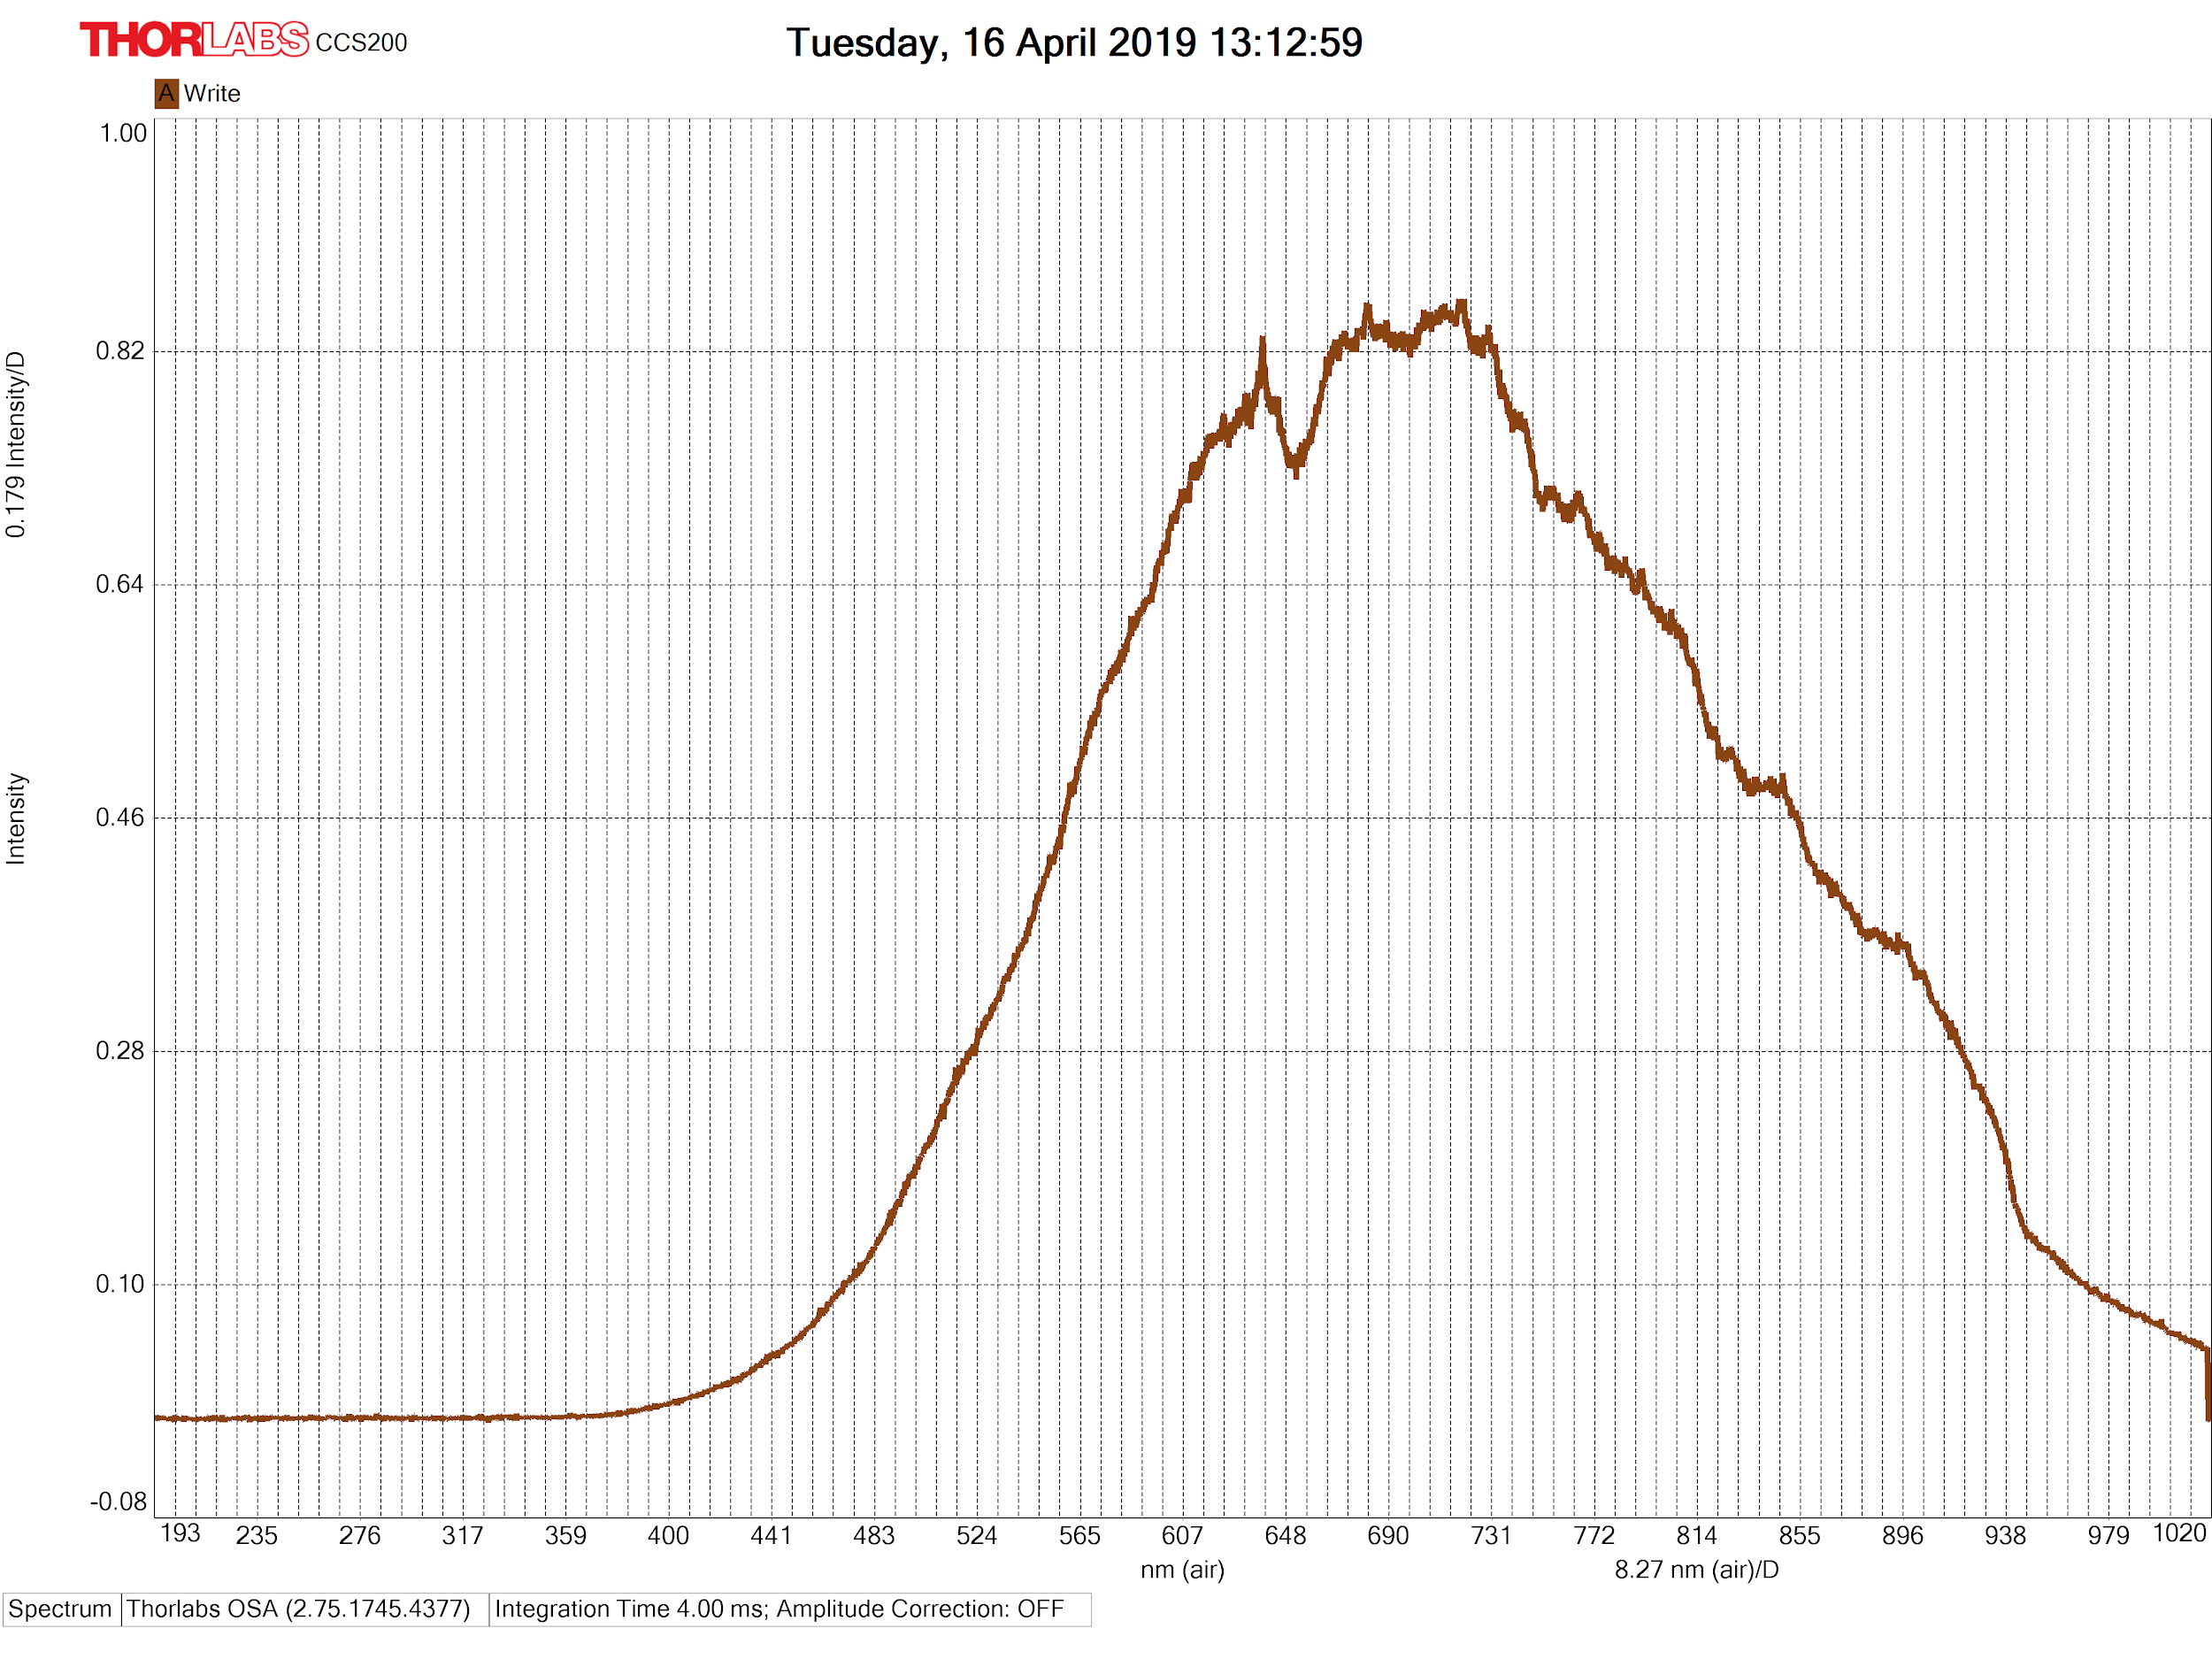 THORLABS CCS200
Tuesday, 16 April 2019 13:12:59
A Write
1.00
0.82
0.64
0.46
0.28
0.10
-0.08
0.179 Intensity/D
Intensity
193 235 276 317 359 400 441 483 524 565 607 648 690 731 772 814 855 896 938 979 1020
nm (air) 8.27 nm (air)/D
Spectrum Thorlabs OSA (2.75.1745.4377) Integration Time 4.00 ms; Amplitude Correction: OFF